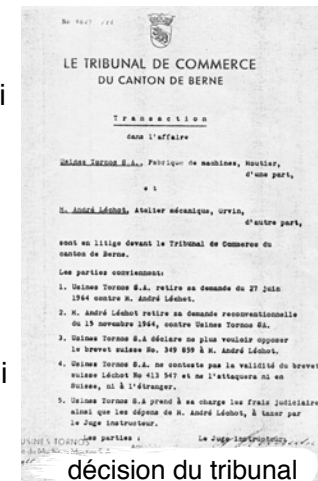 LE TRIBUNAL DE COMMERCE
DU CANTON DE BERNE
Transaction
dans l'affaire
Usines Tornos S.A., Fabrique de machines, Moutier,
d'une part,
et
M. André Léchot, Atelier mécanique, Orvin,
d'autre part,
sont en litige devant le Tribunal de Commerce du
canton de Berne.
Les parties conviennent:
1. Usines Tornos S.A. retire sa demande du 27 juin
1964 contre M. André Léchot.
2. M. André Léchot retire sa demande reconventionnelle
du 15 novembre 1964, contre Usines Tornos SA.
3. Usines Tornos S.A déclare ne plus vouloir opposer
le brevet suisse No. 349 859 à M. André Léchot.
4. Usines Tornos S.A. ne conteste pas la validité du brevet
suisse Léchot No 413 547 et ne l'attaquera ni en
Suisse, ni à l'étranger.
5. Usines Tornos S.A prend à sa charge les frais judiciaire
ainsi que les dépens de M. André Léchot, à taxer par
le Juge instructeur.
Les parties : Le Juge instructeur:
USINES TORNOS
décision du tribunal
i
i